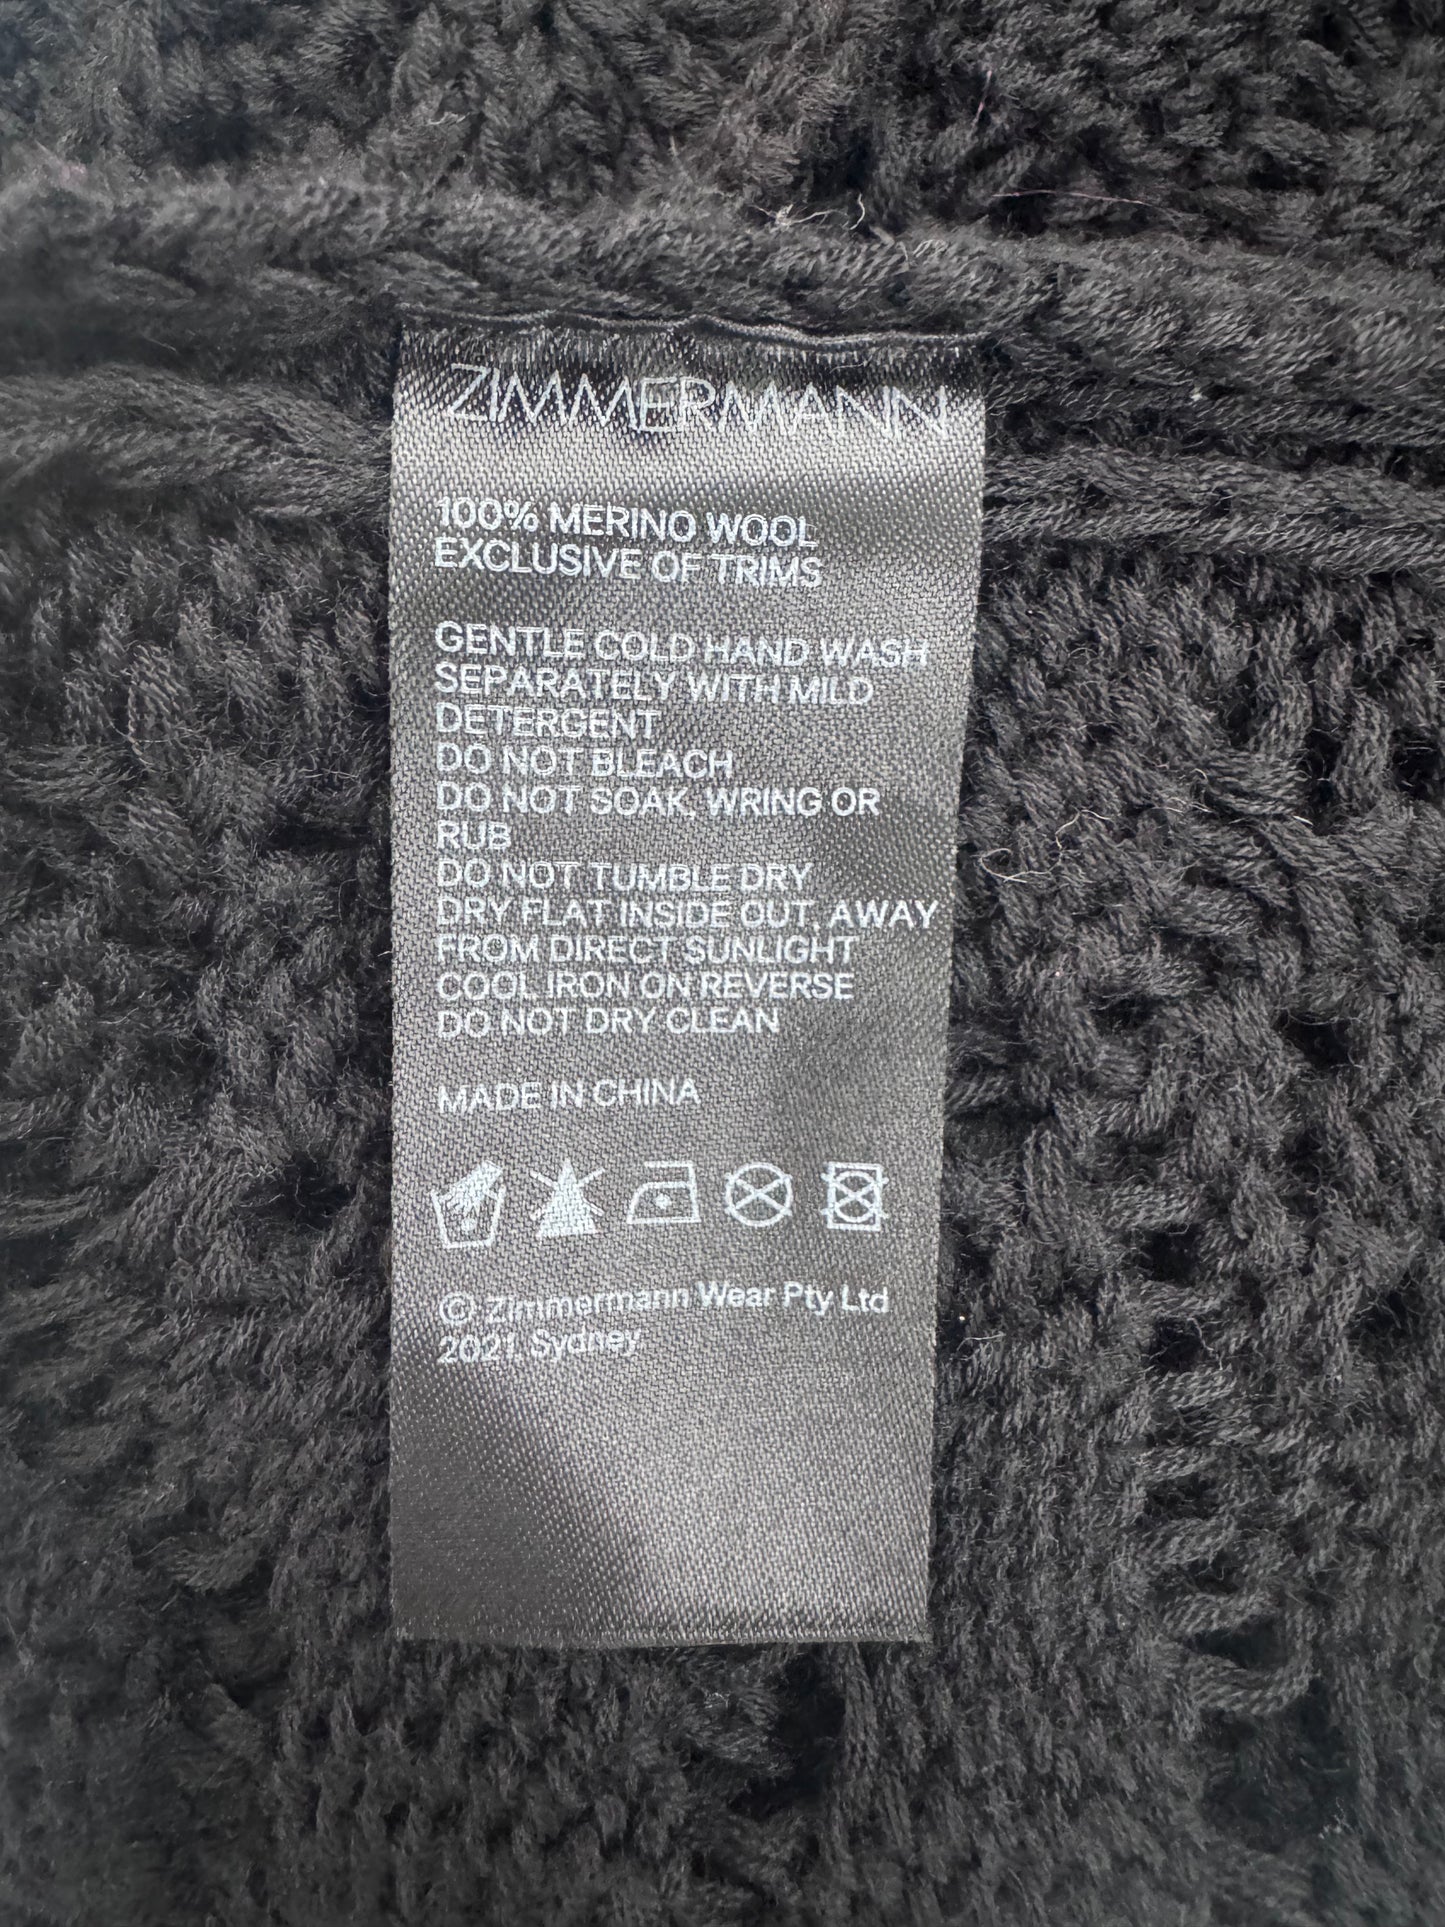 ZIMMERMANN
100% MERINO WOOL
EXCLUSIVE OF TRIMS
GENTLE COLD HAND WASH
SEPARATELY WITH MILD
DETERGENT
DO NOT BLEACH
DO NOT SOAK, WRING OR
RUB
DO NOT TUMBLE DRY
DRY FLAT INSIDE OUT, AWAY
FROM DIRECT SUNLIGHT
COOL IRON ON REVERSE
DO NOT DRY CLEAN
MADE IN CHINA
© Zimmermann Wear Pty Ltd
2021 Sydney